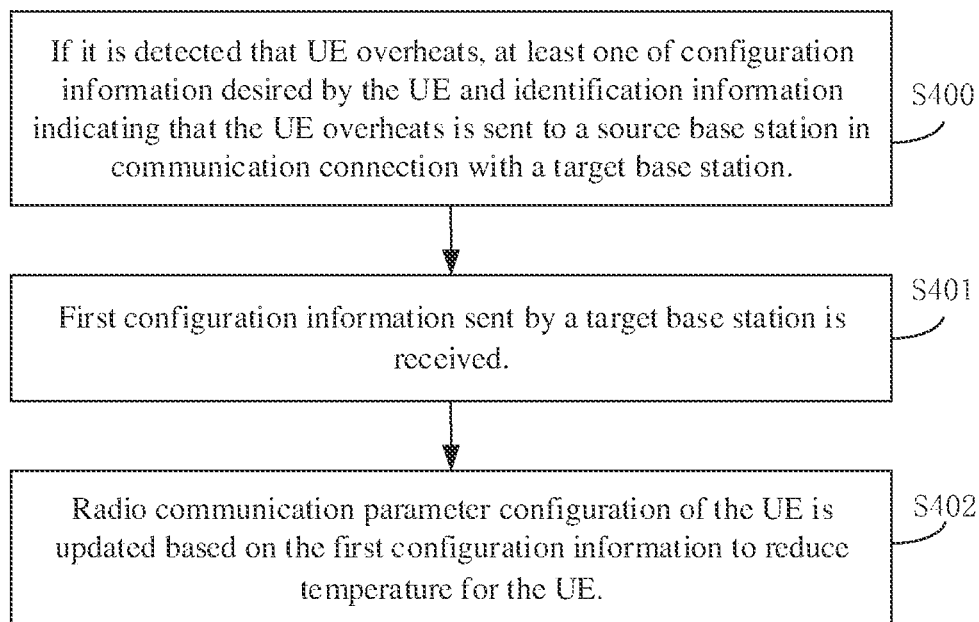 If it is detected that UE overheats, at least one of configuration
information desired by the UE and identification information
indicating that the UE overheats is sent to a source base station in
communication connection with a target base station.
S400
First configuration information sent by a target base station is
received.
S401
Radio communication parameter configuration of the UE is
updated based on the first configuration information to reduce
temperature for the UE.
S402